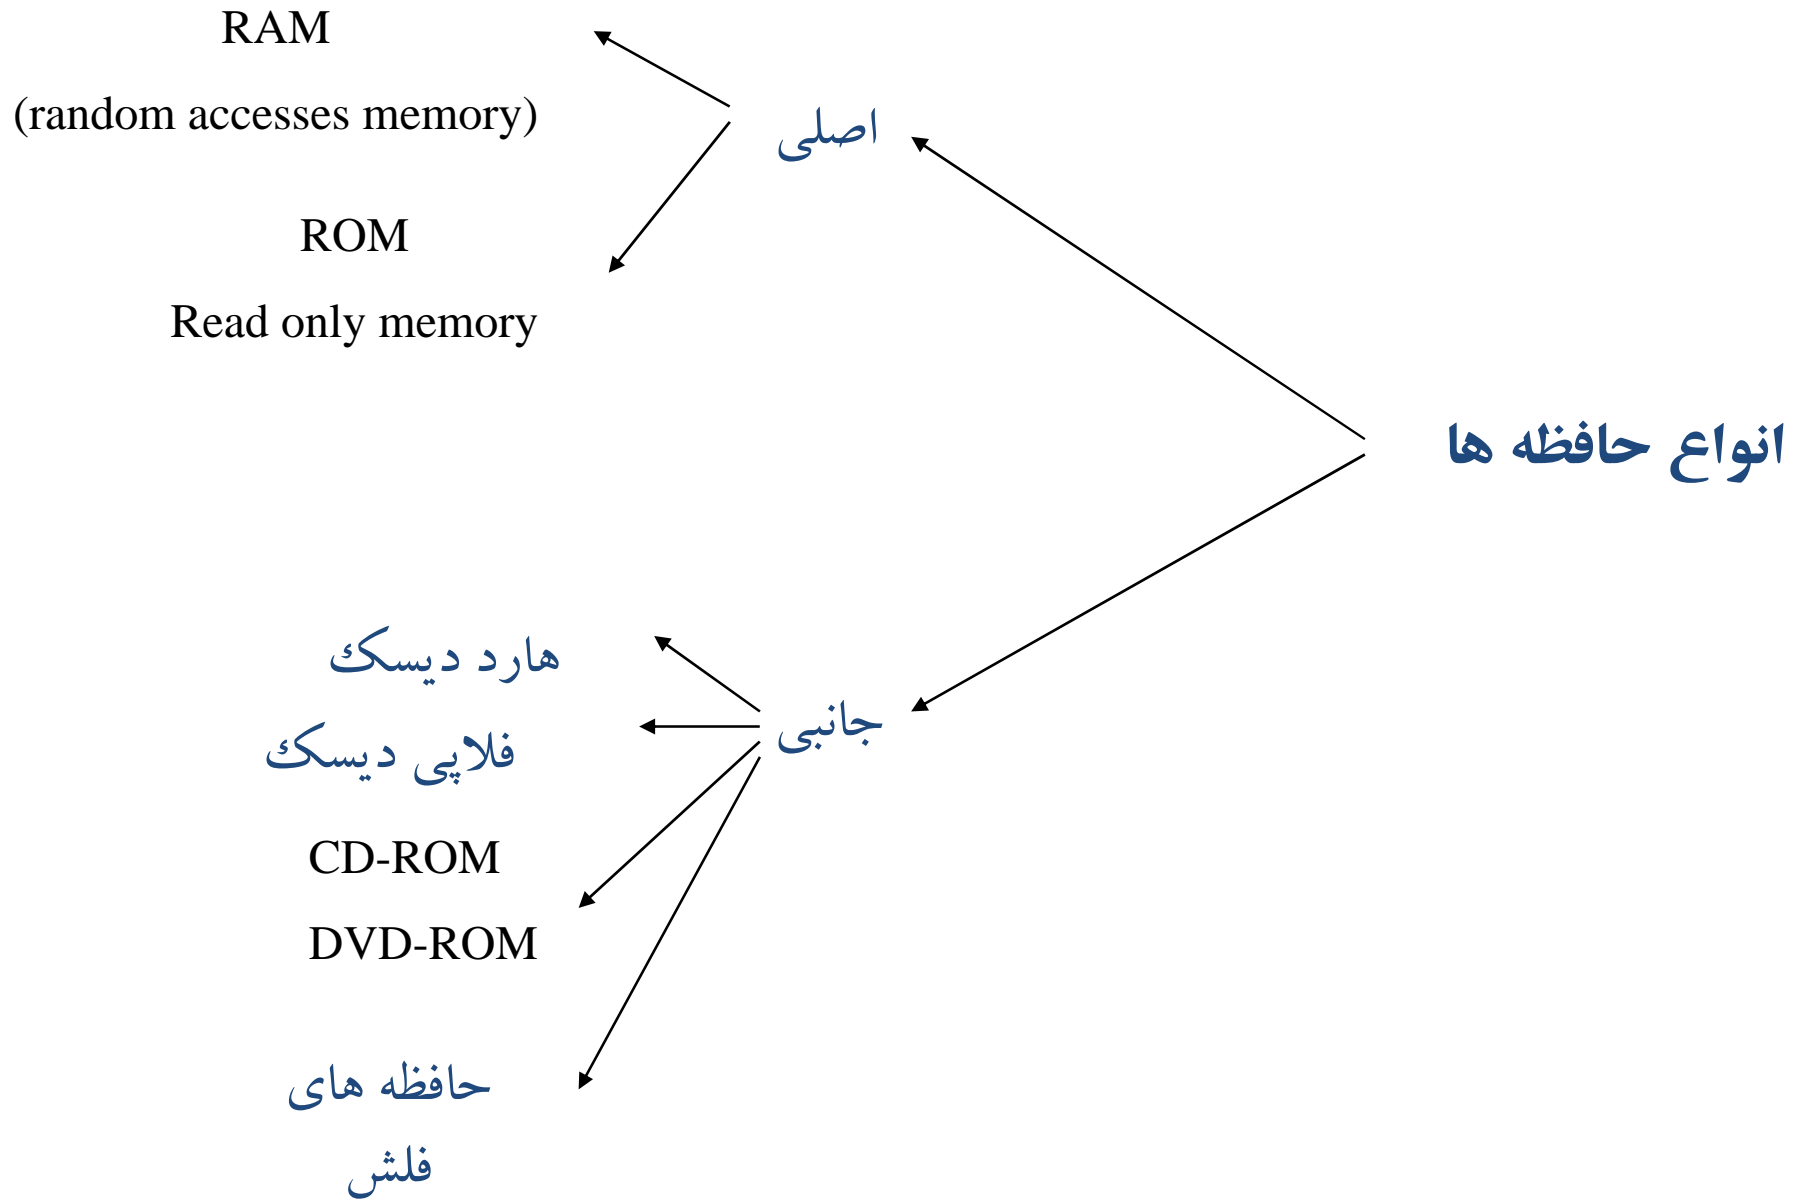 انواع حافظه ها
اصلی
RAM
(random accesses memory)
ROM
Read only memory
جانبی
هارد دیسک
فلاپی دیسک
CD-ROM
DVD-ROM
حافظه های
فلش